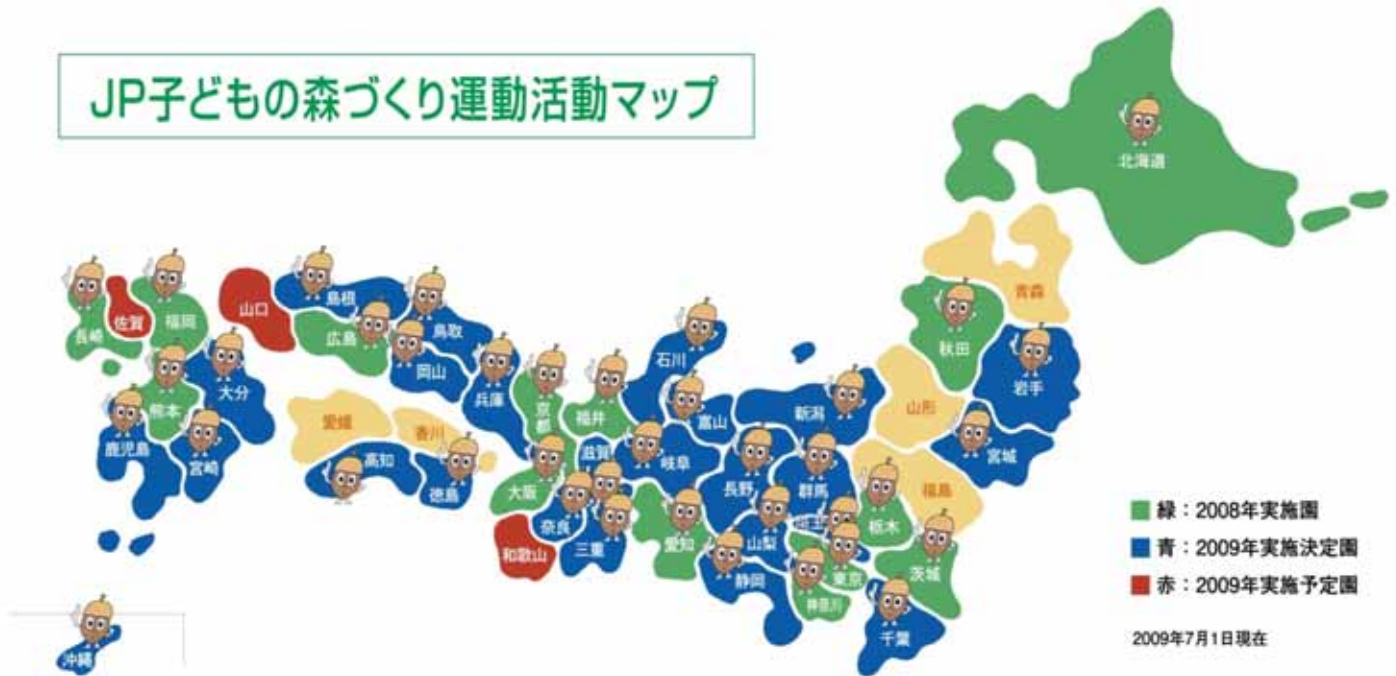 JP子どもの森づくり運動活動マップ
北海道
青森
秋田
岩手
山形
宮城
福島
新潟
石川
富山
福井
岐阜
長野
群馬
栃木
茨城
埼玉
東京
神奈川
千葉
山梨
静岡
愛知
滋賀
三重
奈良
和歌山
大阪
京都
兵庫
鳥取
岡山
島根
広島
山口
香川
徳島
愛媛
高知
福岡
佐賀
長崎
大分
熊本
宮崎
鹿児島
沖縄
緑：2008年実施園
青：2009年実施決定園
赤：2009年実施予定園
2009年7月1日現在